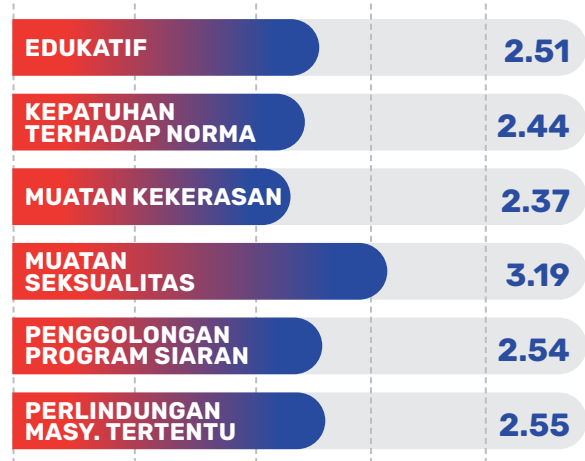 EDUKATIF 2.51
KEPATUHAN
TERHADAP NORMA 2.44
MUATAN KEKERASAN 2.37
MUATAN
SEKSUALITAS 3.19
PENGGOLONGAN
PROGRAM SIARAN 2.54
PERLINDUNGAN
MASY. TERTENTU 2.55